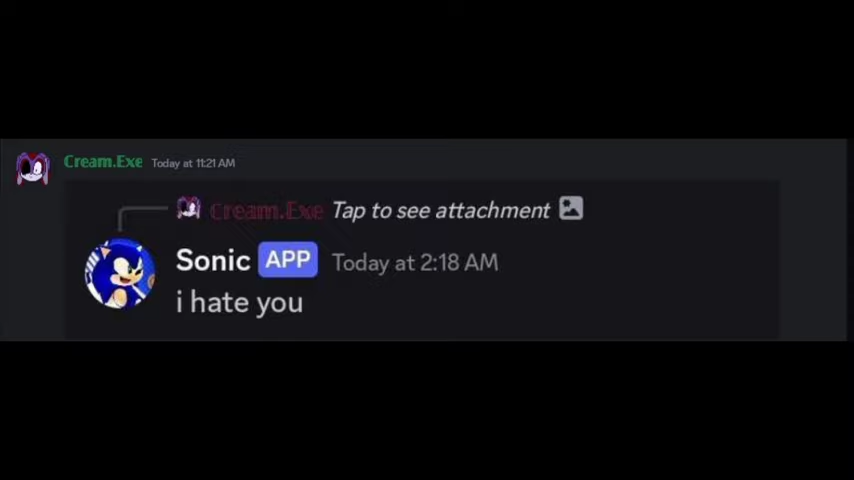 Cream.Exe Today at 11:21 AM
Cream.Exe Tap to see attachment
Sonic APP Today at 2:18 AM
i hate you